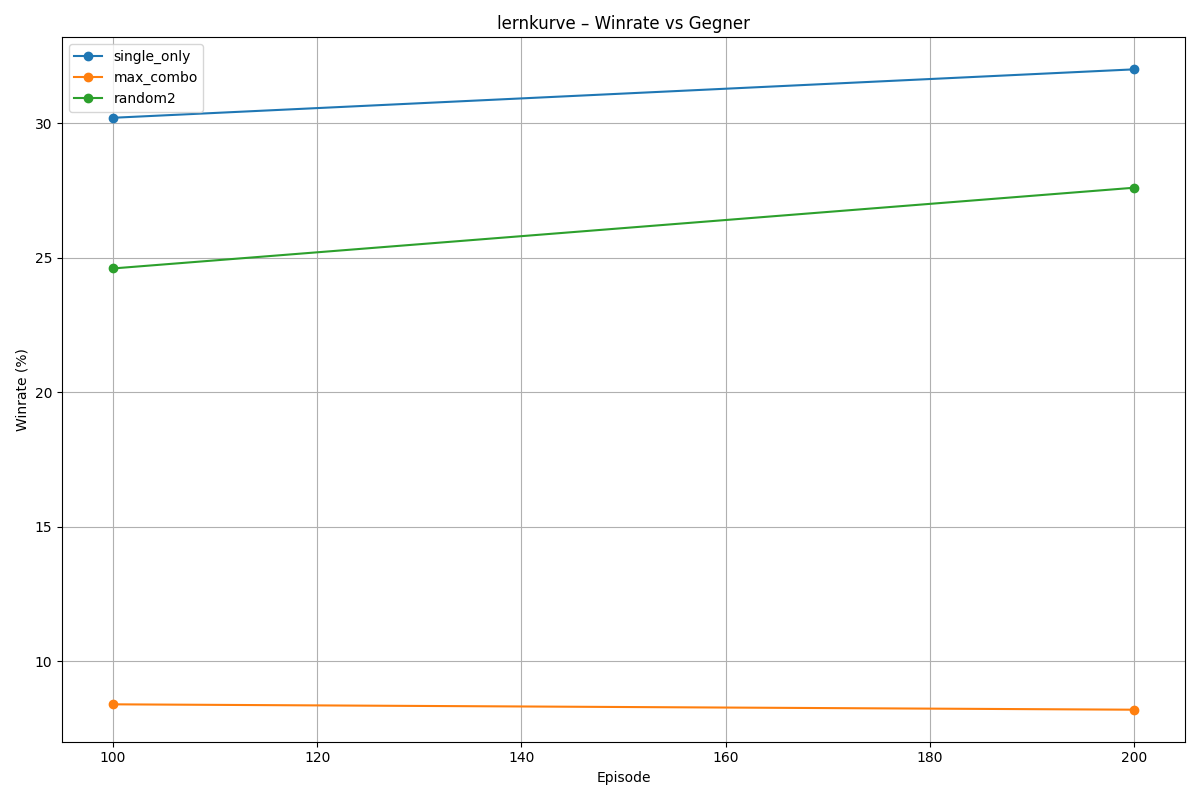 lernkurve – Winrate vs Gegner
single_only
max_combo
random2
Winrate (%)
30
25
20
15
10
100 120 140 160 180 200
Episode